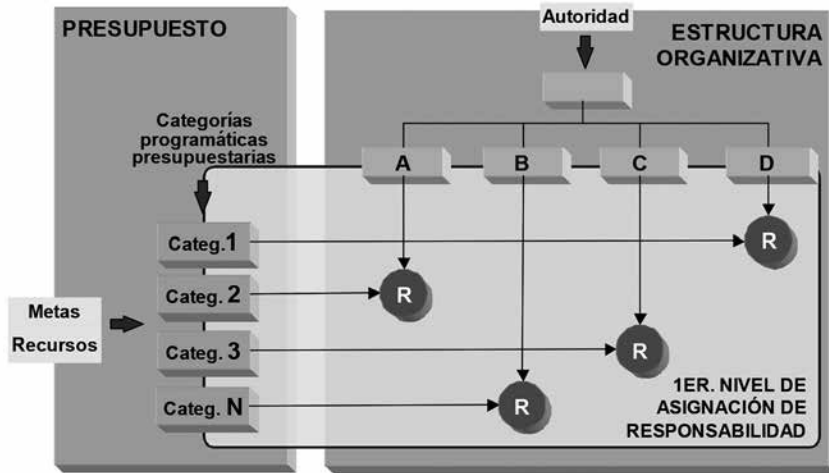 PRESUPUESTO
Autoridad
ESTRUCTURA
ORGANIZATIVA
Categorías
programáticas
presupuestarias
A
B
C
D
Categ. 1
R
Categ. 2
R
Metas
Recursos
Categ. 3
R
Categ. N
R
1ER. NIVEL DE
ASIGNACIÓN DE
RESPONSABILIDAD